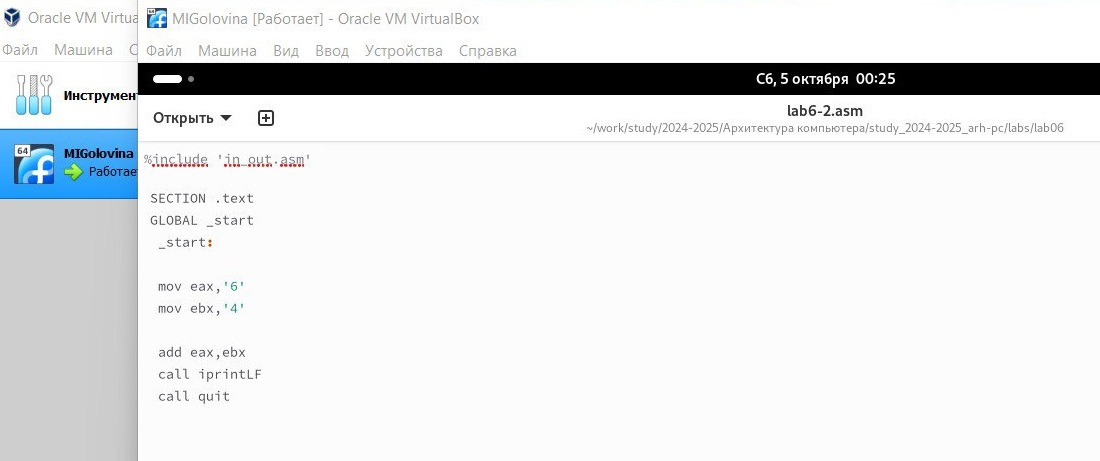 Oracle VM Virtua
Файл Машина С
Инструмен
64
MIGolovina
Работае
MIGolovina [Работает] - Oracle VM VirtualBox
Файл Машина Вид Ввод Устройства Справка
Сб, 5 октября 00:25
Открыть
lab6-2.asm
~/work/study/2024-2025/Архитектура компьютера/study_2024-2025_arh-pc/labs/lab06
%include 'in_out.asm'
SECTION .text
GLOBAL _start
_start:
mov eax,'6'
mov ebx,'4'
add eax,ebx
call iprintLF
call quit